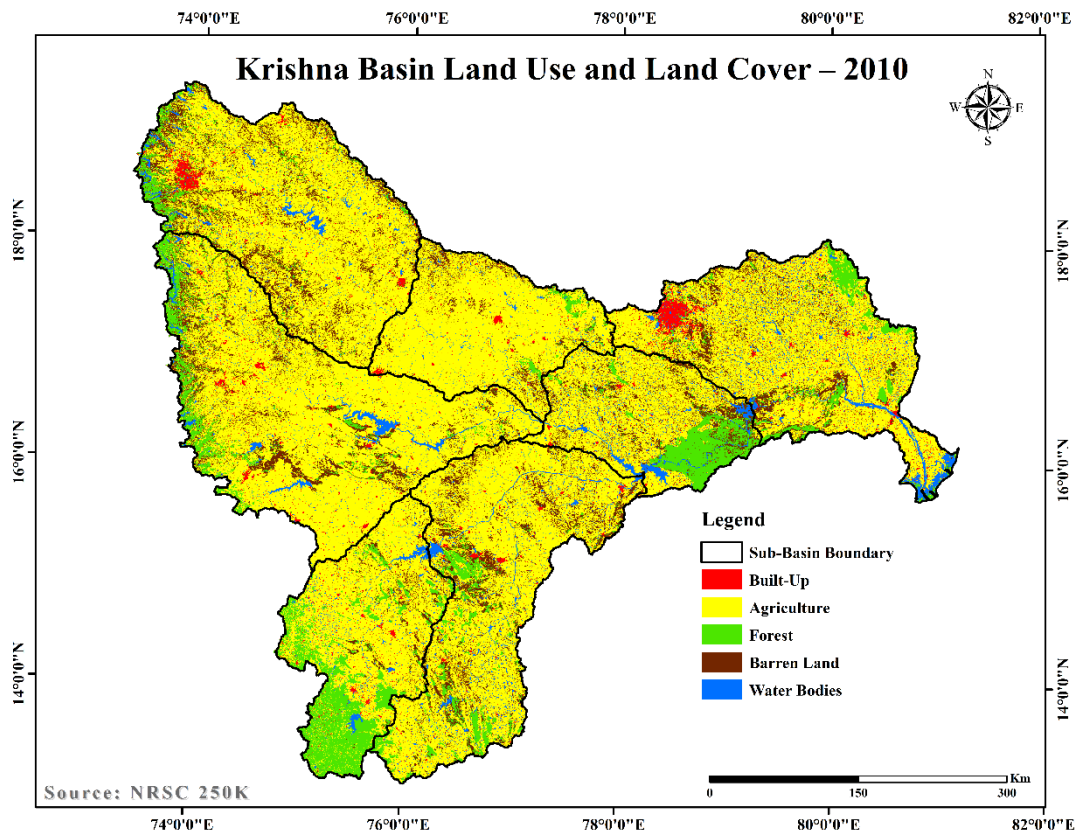 74°0'0"E 76°0'0"E 78°0'0"E 80°0'0"E 82°0'0"E
Krishna Basin Land Use and Land Cover – 2010
N
W E
S
18°0'0"N 18°0'0"N
16°0'0"N 16°0'0"N
14°0'0"N 14°0'0"N
Legend
Sub-Basin Boundary
Built-Up
Agriculture
Forest
Barren Land
Water Bodies
Km
0 150 300
Source: NRSC 250K
74°0'0"E 76°0'0"E 78°0'0"E 80°0'0"E 82°0'0"E